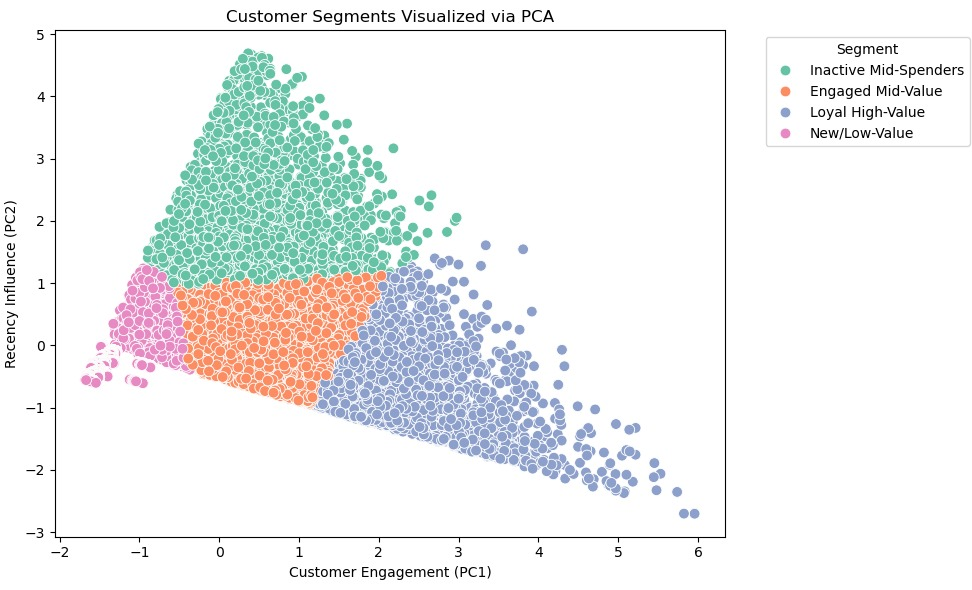 Customer Segments Visualized via PCA
Recency Influence (PC2)
5
4
3
2
1
0
−1
−2
−3
−2
−1
0
1
2
3
4
5
6
Customer Engagement (PC1)
Segment
Inactive Mid-Spenders
Engaged Mid-Value
Loyal High-Value
New/Low-Value